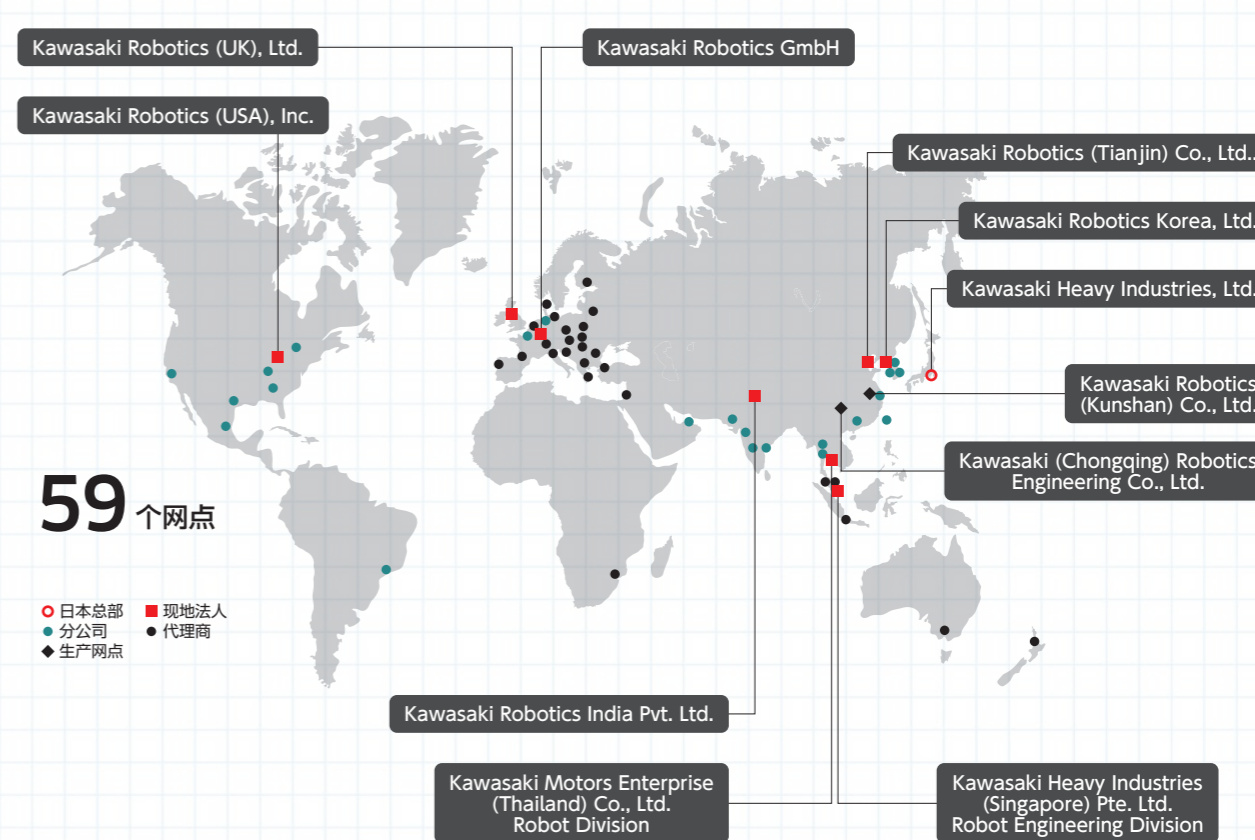 Kawasaki Robotics (UK), Ltd.
Kawasaki Robotics GmbH
Kawasaki Robotics (USA), Inc.
Kawasaki Robotics (Tianjin) Co., Ltd..
Kawasaki Robotics Korea, Ltd.
Kawasaki Heavy Industries, Ltd.
Kawasaki Robotics
(Kunshan) Co., Ltd.
Kawasaki (Chongqing) Robotics
Engineering Co., Ltd.
59 个网点
日本总部
现地法人
分公司
代理商
生产网点
Kawasaki Robotics India Pvt. Ltd.
Kawasaki Motors Enterprise
(Thailand) Co., Ltd.
Robot Division
Kawasaki Heavy Industries
(Singapore) Pte. Ltd.
Robot Engineering Division